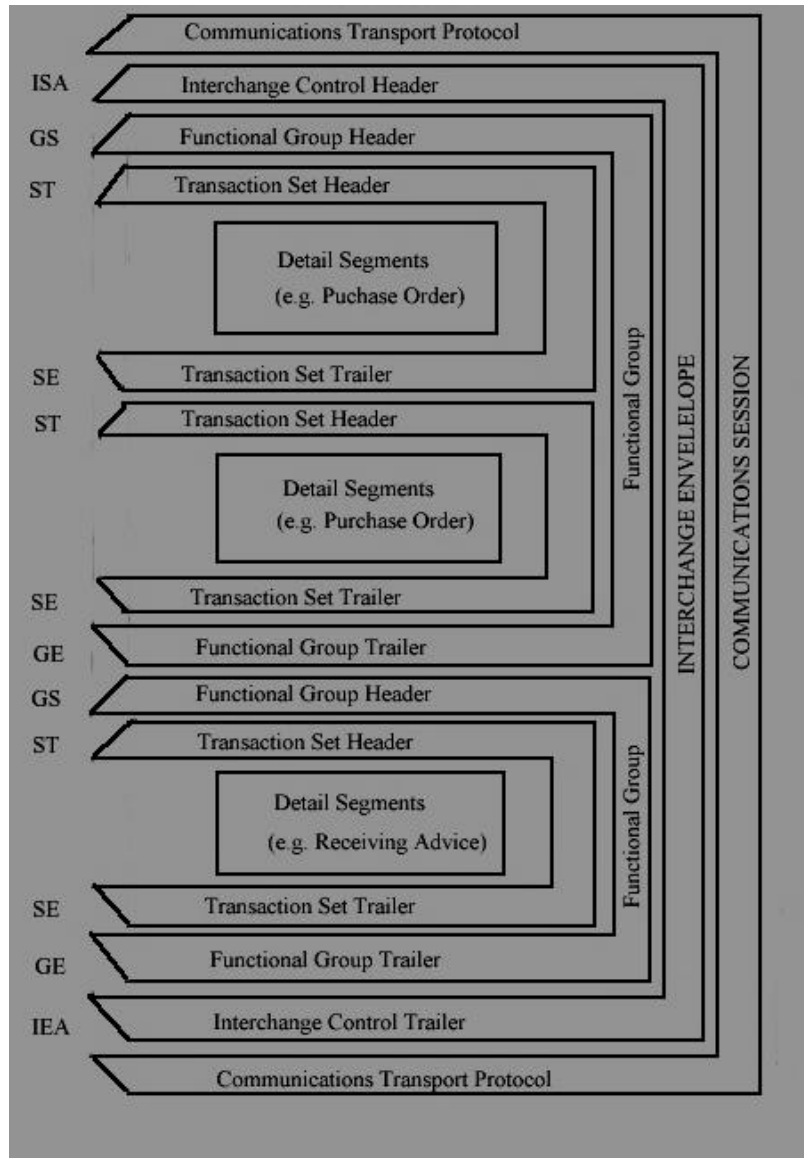 Communications Transport Protocol
ISA Interchange Control Header
GS Functional Group Header
ST Transaction Set Header
Detail Segments
(e.g. Puchase Order)
SE Transaction Set Trailer
ST Transaction Set Header
Detail Segments
(e.g. Purchase Order)
SE Transaction Set Trailer
GE Functional Group Trailer
Functional Group
GS Functional Group Header
ST Transaction Set Header
Detail Segments
(e.g. Receiving Advice)
SE Transaction Set Trailer
GE Functional Group Trailer
Functional Group
IEA Interchange Control Trailer
Communications Transport Protocol
INTERCHANGE ENVELELOPE
COMMUNICATIONS SESSION